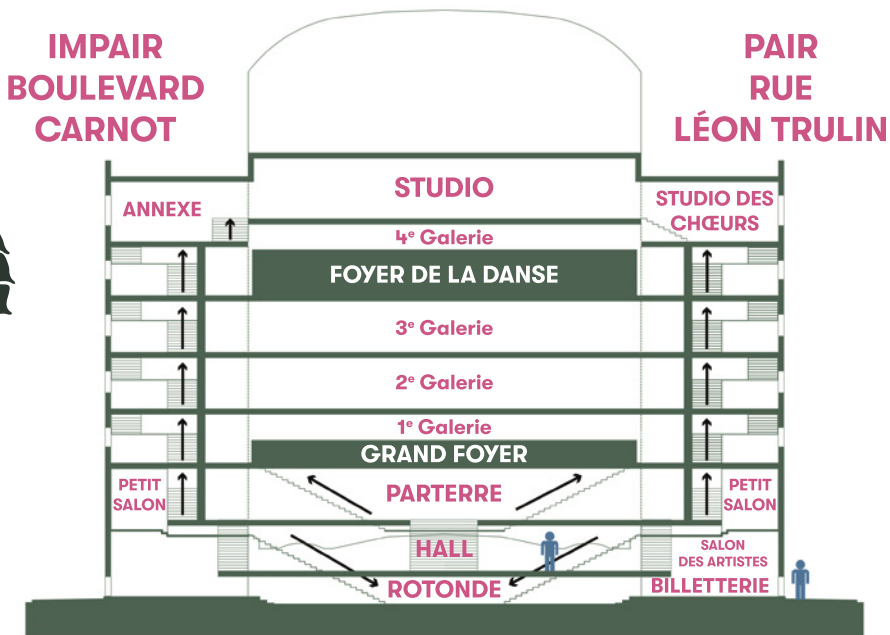 IMPAIR
BOULEVARD
CARNOT
PAIR
RUE
LÉON TRULIN
ANNEXE
STUDIO
STUDIO DES
CHŒURS
4e Galerie
FOYER DE LA DANSE
3e Galerie
2e Galerie
1e Galerie
GRAND FOYER
PETIT
SALON
PARTERRE
PETIT
SALON
HALL
SALON
DES ARTISTES
ROTONDE
BILLETTERIE